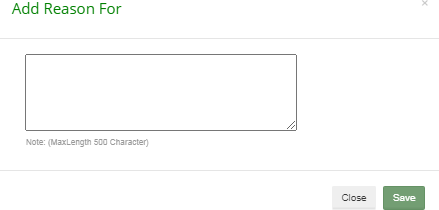 Add Reason For
×
Note: (MaxLength 500 Character)
Close Save